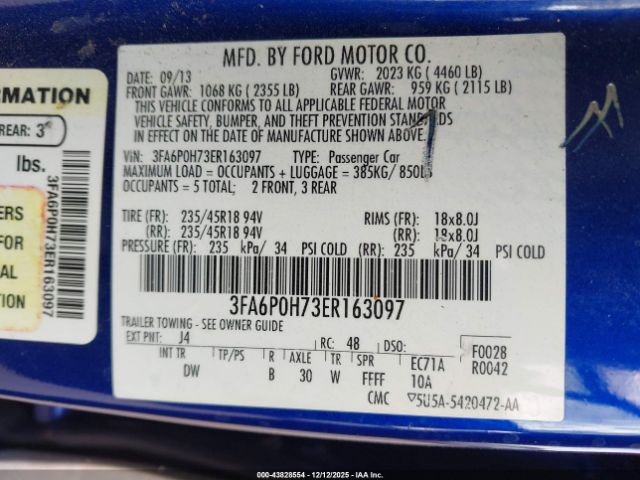 MFD. BY FORD MOTOR CO.
DATE: 09/13 GVWR: 2023 KG ( 4460 LB)
FRONT GAWR: 1068 KG ( 2355 LB) REAR GAWR: 959 KG ( 2115 LB)
THIS VEHICLE CONFORMS TO ALL APPLICABLE FEDERAL MOTOR
VEHICLE SAFETY, BUMPER, AND THEFT PREVENTION STANDARDS
IN EFFECT ON THE DATE OF MANUFACTURE SHOWN ABOVE.
VIN: 3FA6P0H73ER163097 TYPE: Passenger Car
MAXIMUM LOAD = OCCUPANTS + LUGGAGE = 385KG/ 850LB
OCCUPANTS = 5 TOTAL; 2 FRONT, 3 REAR
TIRE (FR): 235/45R18 94V RIMS (FR): 18x8.0J
(RR): 235/45R18 94V (RR): 18x8.0J
PRESSURE (FR): 235 kPa/ 34 PSI COLD (RR): 235 kPa/ 34 PSI COLD
3FA6P0H73ER163097
TRAILER TOWING - SEE OWNER GUIDE
EXT PNT: J4 RC: 48 DSO: F0028
R0042
INT TR TP/PS R AXLE TR SPR EC71A
DW B 30 W FFFF 10A
CMC 5U5A-5420472-AA
RMATION
REAR: 3
lbs.
ERS
FOR
AL
TION
3FA6P0H73ER163097
000-43828554 - 12/12/2025 - IAA Inc.